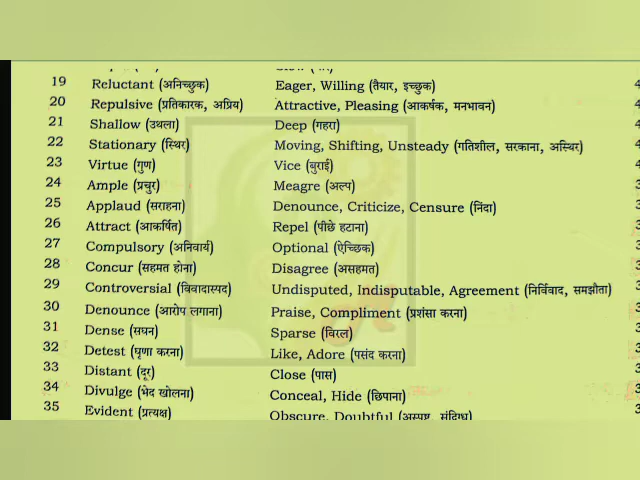 19 Reluctant (अनिच्छुक) Eager, Willing (तैयार, इच्छुक)
20 Repulsive (प्रतिकारक, अप्रिय) Attractive, Pleasing (आकर्षक, मनभावन)
21 Shallow (उथला) Deep (गहरा)
22 Stationary (स्थिर) Moving, Shifting, Unsteady (गतिशील, सरकाना, अस्थिर)
23 Virtue (गुण) Vice (बुराई)
24 Ample (प्रचुर) Meagre (अल्प)
25 Applaud (सराहना) Denounce, Criticize, Censure (निंदा)
26 Attract (आकर्षित) Repel (पीछे हटाना)
27 Compulsory (अनिवार्य) Optional (ऐच्छिक)
28 Concur (सहमत होना) Disagree (असहमत)
29 Controversial (विवादास्पद) Undisputed, Indisputable, Agreement (निर्विवाद, समझौता)
30 Denounce (आरोप लगाना) Praise, Compliment (प्रशंसा करना)
31 Dense (सघन) Sparse (विरल)
32 Detest (घृणा करना) Like, Adore (पसंद करना)
33 Distant (दूर) Close (पास)
34 Divulge (भेद खोलना) Conceal, Hide (छिपाना)
35 Evident (प्रत्यक्ष) Obscure, Doubtful (अस्पष्ट, संदिग्ध)